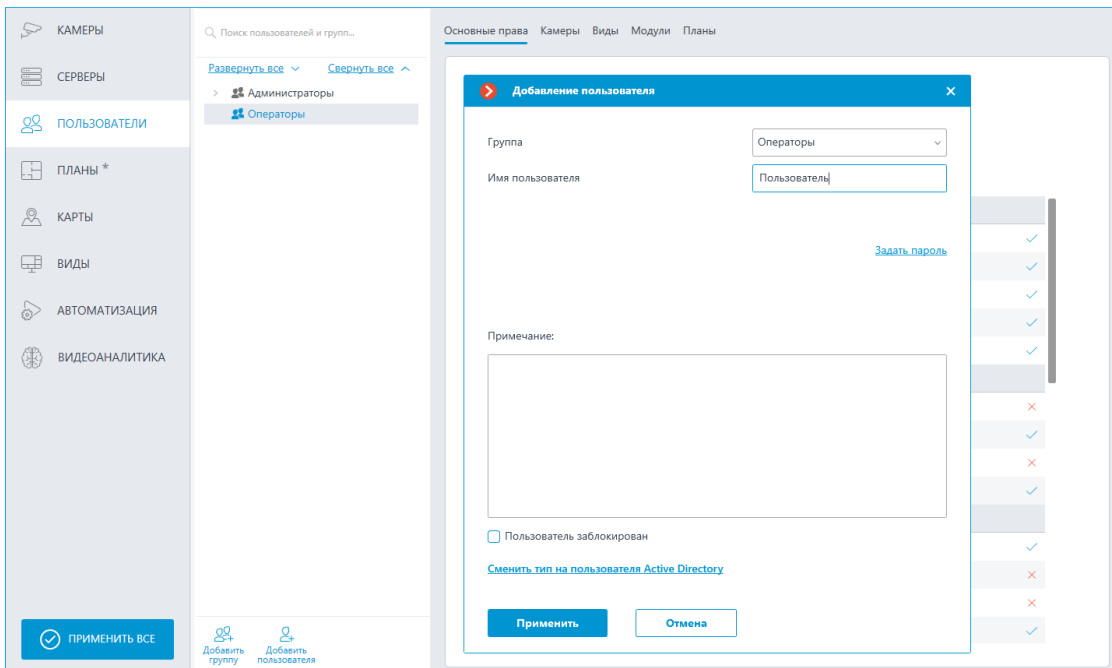 КАМЕРЫ
СЕРВЕРЫ
ПОЛЬЗОВАТЕЛИ
ПЛАНЫ *
КАРТЫ
ВИДЫ
АВТОМАТИЗАЦИЯ
ВИДЕОАНАЛИТИКА
ПРИМЕНИТЬ ВСЕ
Поиск пользователей и групп...
Развернуть все Свернуть все
Администраторы
Операторы
Добавить группу
Добавить пользователя
Основные права Камеры Виды Модули Планы
Добавление пользователя
Группа Операторы
Имя пользователя Пользователь
Задать пароль
Примечание:
Пользователь заблокирован
Сменить тип на пользователя Active Directory
Применить Отмена